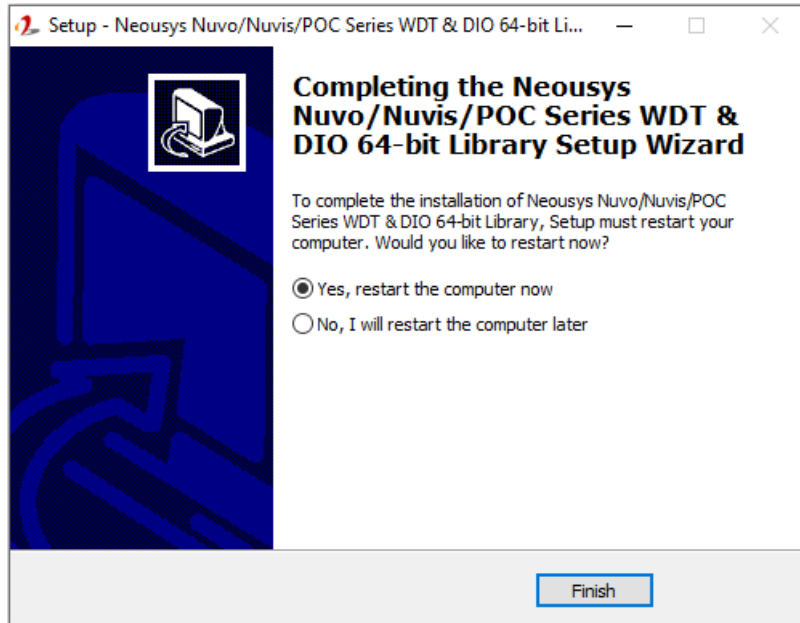 Setup - Neousys Nuvo/Nuvis/POC Series WDT & DIO 64-bit Li...
Completing the Neousys
Nuvo/Nuvis/POC Series WDT &
DIO 64-bit Library Setup Wizard
To complete the installation of Neousys Nuvo/Nuvis/POC
Series WDT & DIO 64-bit Library, Setup must restart your
computer. Would you like to restart now?
Yes, restart the computer now
No, I will restart the computer later
Finish